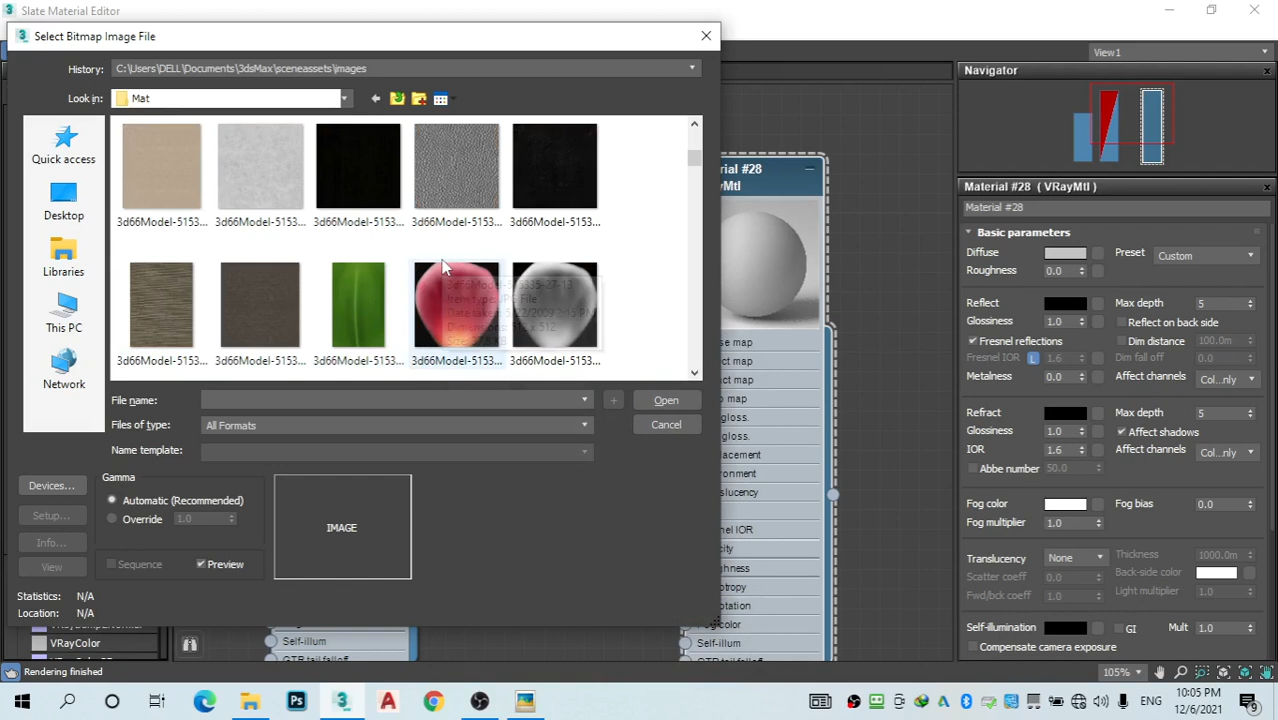 Slate Material Editor
Select Bitmap Image File
View1
History:
C:\Users\DELL\Documents\3dsMax\sceneassets\images
Navigator
Look in:
Mat
Quick access
Desktop
Libraries
This PC
Network
3d66Model-5153...
3d66Model-5153...
3d66Model-5153...
3d66Model-5153...
3d66Model-5153...
3d66Model-5153...
3d66Model-5153...
3d66Model-5153...
3d66Model-5153...
3d66Model-5153...
File name:
Open
Files of type:
All Formats
Cancel
Name template:
Devices...
Setup...
Info...
View
Gamma
Automatic (Recommended)
Override
1.0
Sequence
Preview
IMAGE
Statistics:
N/A
Location:
N/A
Material #28 ( VRayMtl )
Material #28
Basic parameters
Diffuse
Preset
Custom
Roughness
0.0
Reflect
Max depth
5
Glossiness
1.0
Reflect on back side
Fresnel reflections
Dim distance
100.0m
Fresnel IOR
L
1.6
Dim fall off
0.0
Metalness
0.0
Affect channels
Col...nly
Refract
Max depth
5
Glossiness
1.0
Affect shadows
IOR
1.6
Affect channels
Col...nly
Abbe number
50.0
Fog color
Fog bias
0.0
Fog multiplier
1.0
Translucency
None
Thickness
1000.0m
Scatter coeff
0.0
Back-side color
Fwd/bck coeff
1.0
Light multiplier
1.0
Self-illumination
GI
Mult
1.0
Compensate camera exposure
VRayColor
Self-illum
Self-illum
Rendering finished
105%
ENG
10:05 PM
12/6/2021
9